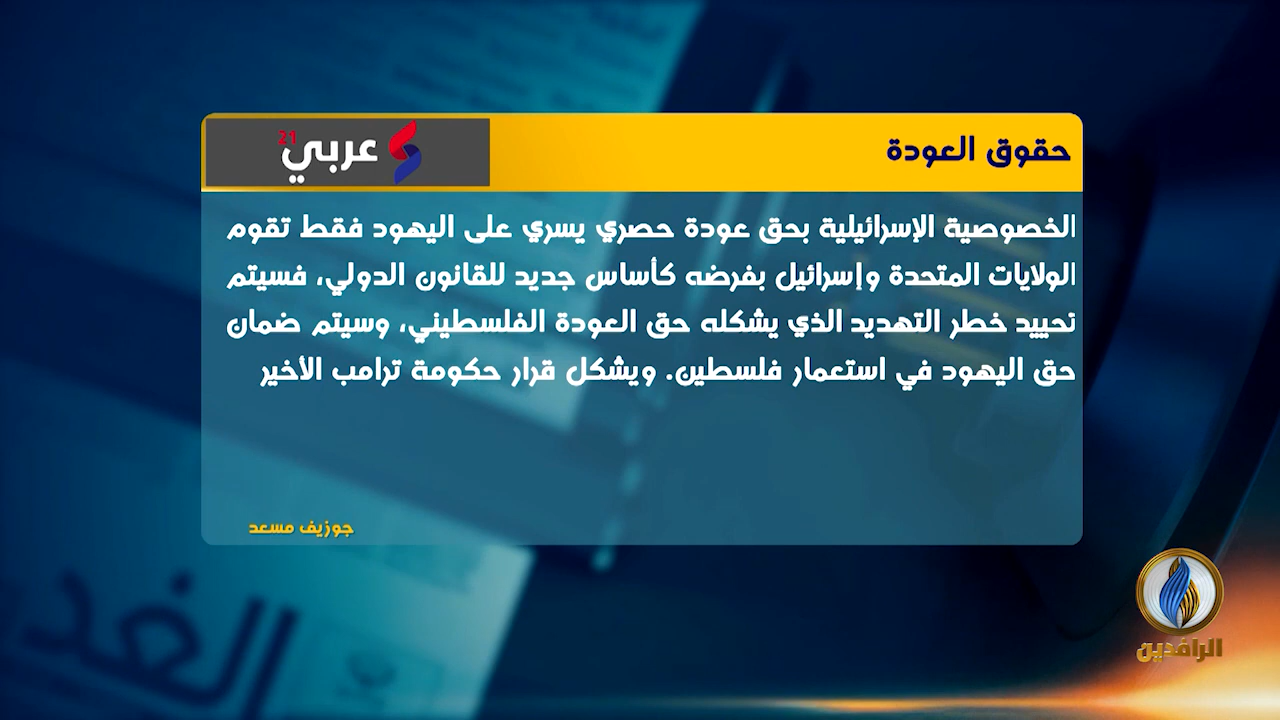 حقوق العودة
عربي 21
الخصوصية الإسرائيلية بحق عودة حصري يسري على اليهود فقط تقوم
الولايات المتحدة وإسرائيل بفرضه كأساس جديد للقانون الدولي، فسيتم
تحييد خطر التهديد الذي يشكله حق العودة الفلسطيني، وسيتم ضمان
حق اليهود في استعمار فلسطين. ويشكل قرار حكومة ترامب الأخير
جوزيف مسعد
الغد
الرافدين